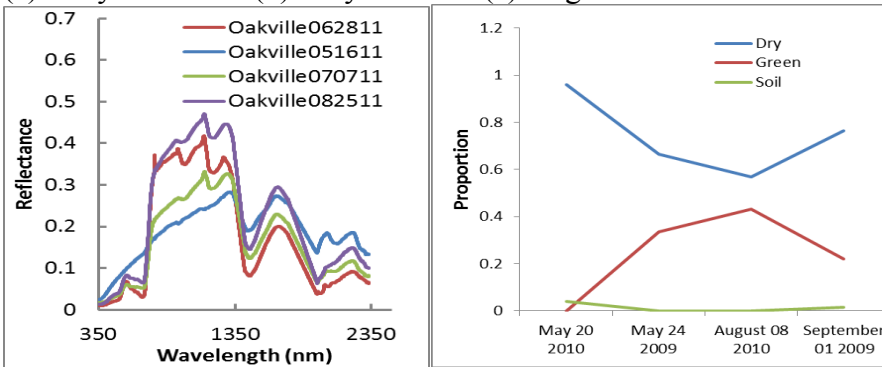 Oakville062811
Oakville051611
Oakville070711
Oakville082511
0.7
0.6
0.5
0.4
0.3
0.2
0.1
0
Reflectance
350
1350
2350
Wavelength (nm)
Dry
Green
Soil
1.2
1
0.8
0.6
0.4
0.2
0
Proportion
May 20
2010
May 24
2009
August 08
2010
September
01 2009